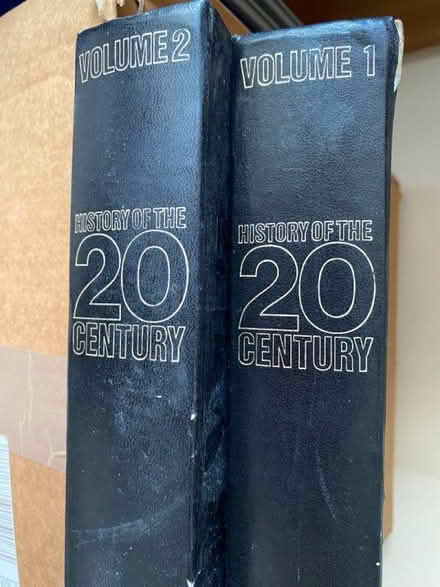 VOLUME 2
HISTORY OF THE
20
CENTURY
VOLUME 1
HISTORY OF THE
20
CENTURY